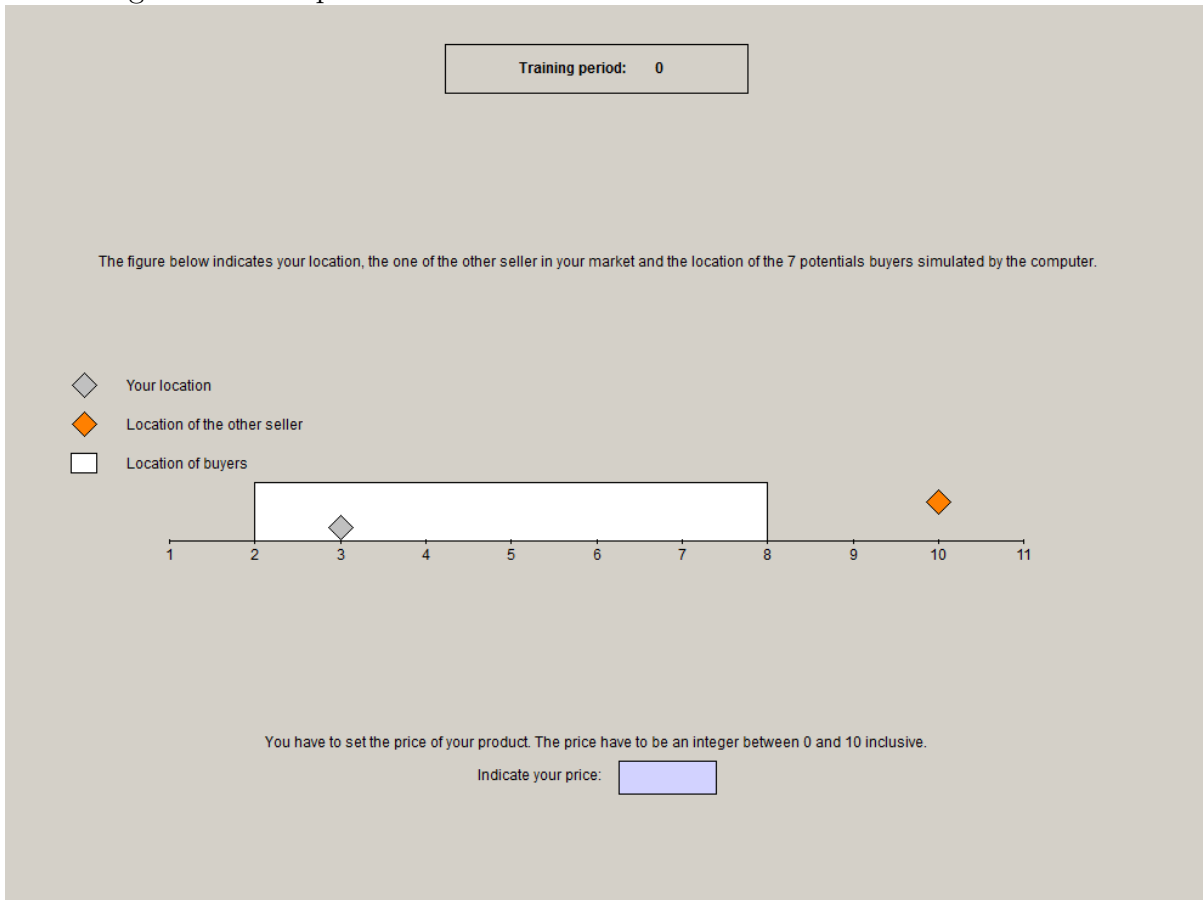 Training period: 0
The figure below indicates your location, the one of the other seller in your market and the location of the 7 potentials buyers simulated by the computer.
Your location
Location of the other seller
Location of buyers
1 2 3 4 5 6 7 8 9 10 11
You have to set the price of your product. The price have to be an integer between 0 and 10 inclusive.
Indicate your price: